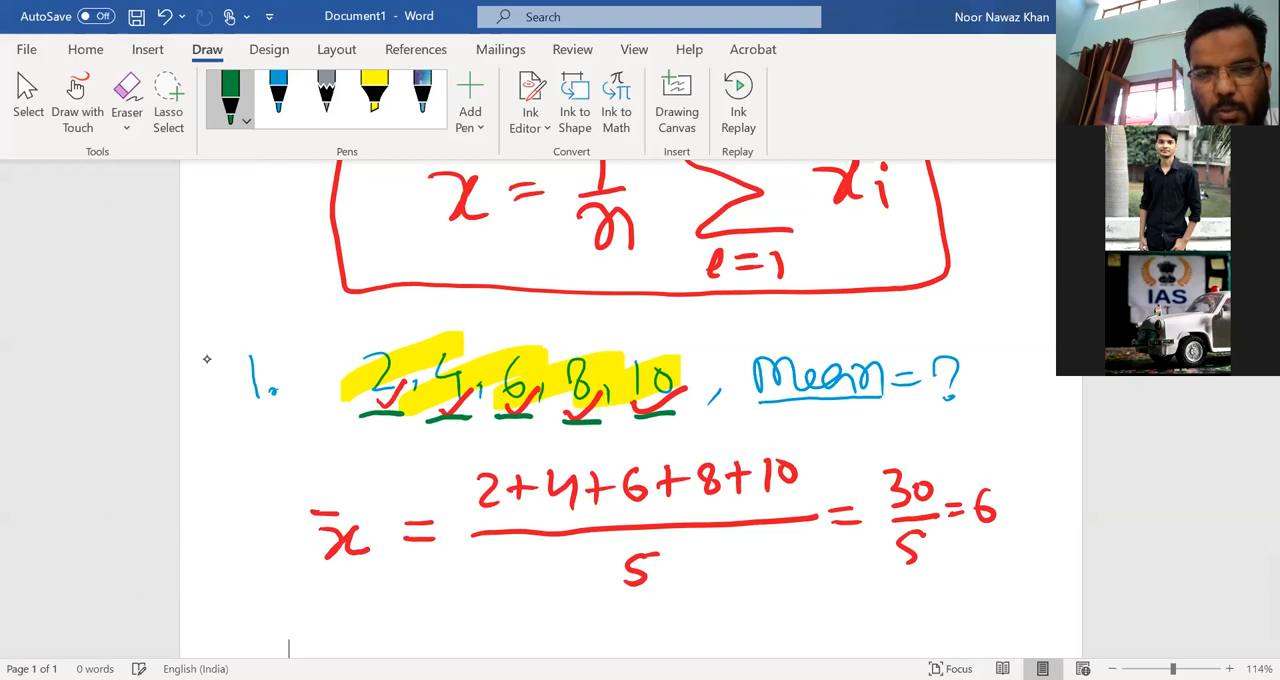 AutoSave Off Document1 - Word Search Noor Nawaz Khan
File Home Insert Draw Design Layout References Mailings Review View Help Acrobat
Select Draw with Touch Eraser Lasso Select Add Pen Ink Editor Ink to Shape Ink to Math Drawing Canvas Ink Replay
Tools Pens Convert Insert Replay
x = 1/n ∑ i=1 xi
IAS
1. 2, 4, 6, 8, 10, mean = ?
x̄ = 2+4+6+8+10 / 5 = 30/5 = 6
Page 1 of 1 0 words English (India) Focus 114%